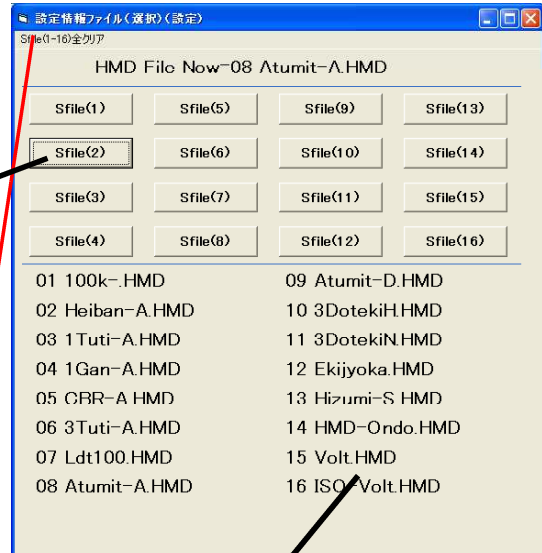 設定情報ファイル(選択)(設定)
Sfile(1-16)全クリア
HMD File Now-08 Atumit-A.HMD
Sfile(1) Sfile(5) Sfile(9) Sfile(13)
Sfile(2) Sfile(6) Sfile(10) Sfile(14)
Sfile(3) Sfile(7) Sfile(11) Sfile(15)
Sfile(4) Sfile(8) Sfile(12) Sfile(16)
01 100k-.HMD 09 Atumit-D.HMD
02 Heiban-A.HMD 10 3DotekiH.HMD
03 1Tuti-A.HMD 11 3DotekiN.HMD
04 1Gan-A.HMD 12 Ekijyoka.HMD
05 CBR-A.HMD 13 Hizumi-S.HMD
06 3Tuti-A.HMD 14 HMD-Ondo.HMD
07 Ldt100.HMD 15 Volt.HMD
08 Atumit-A.HMD 16 ISO-Volt.HMD